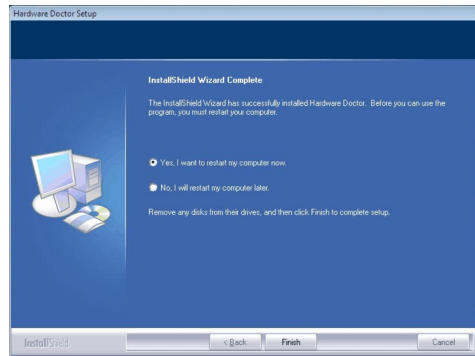 Hardware Doctor Setup
InstallShield Wizard Complete
The InstallShield Wizard has successfully installed Hardware Doctor. Before you can use the
program, you must restart your computer.
Yes, I want to restart my computer now.
No, I will restart my computer later.
Remove any disks from their drives, and then click Finish to complete setup.
InstallShield
< Back
Finish
Cancel